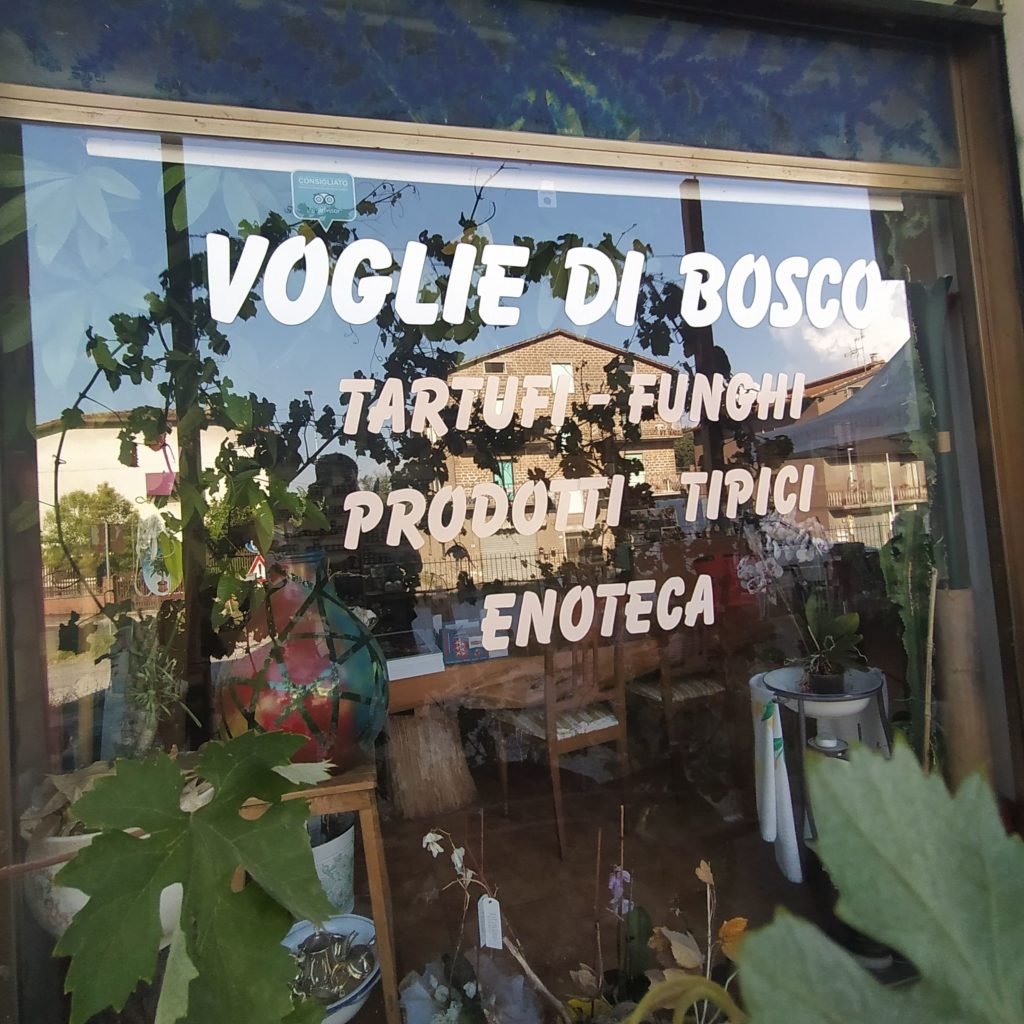 CONSIGLIATO
VOGLIE DI BOSCO
TARTUFI - FUNGHI
PRODOTTI TIPICI
ENOTECA